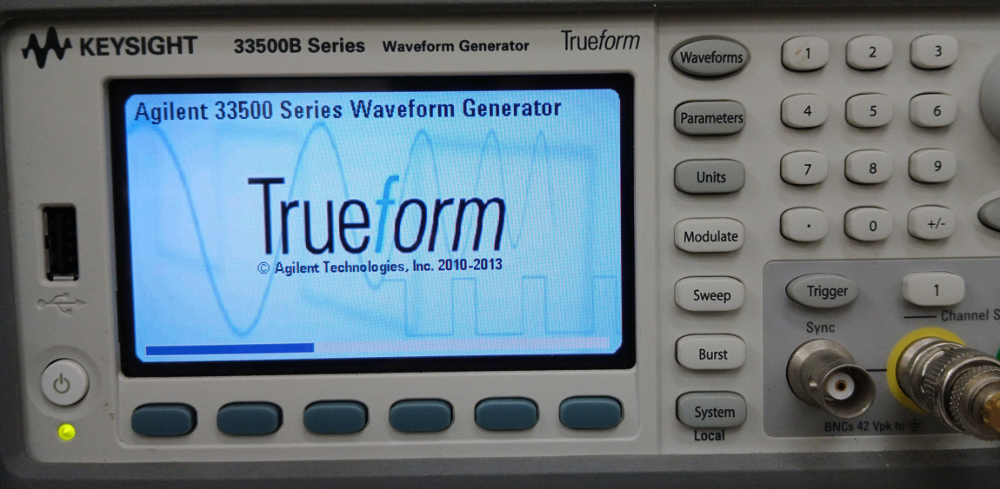 KEYSIGHT 33500B Series Waveform Generator Trueform
Agilent 33500 Series Waveform Generator
Trueform
© Agilent Technologies, Inc. 2010-2013
Waveforms
Parameters
Units
Modulate
Sweep
Burst
System
Local
1 2 3
4 5 6
7 8 9
. 0 +/-
Trigger
1
Sync
Channel S
BNCs 42 Vpk to